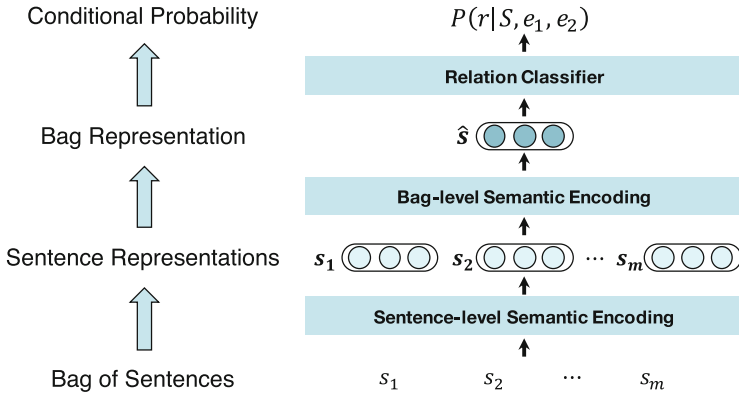 Conditional Probability
P(r|S, e₁, e₂)
Relation Classifier
Bag Representation
ŝ
Bag-level Semantic Encoding
Sentence Representations
s₁ s₂ ··· sₘ
Sentence-level Semantic Encoding
Bag of Sentences
s₁ s₂ ··· sₘ